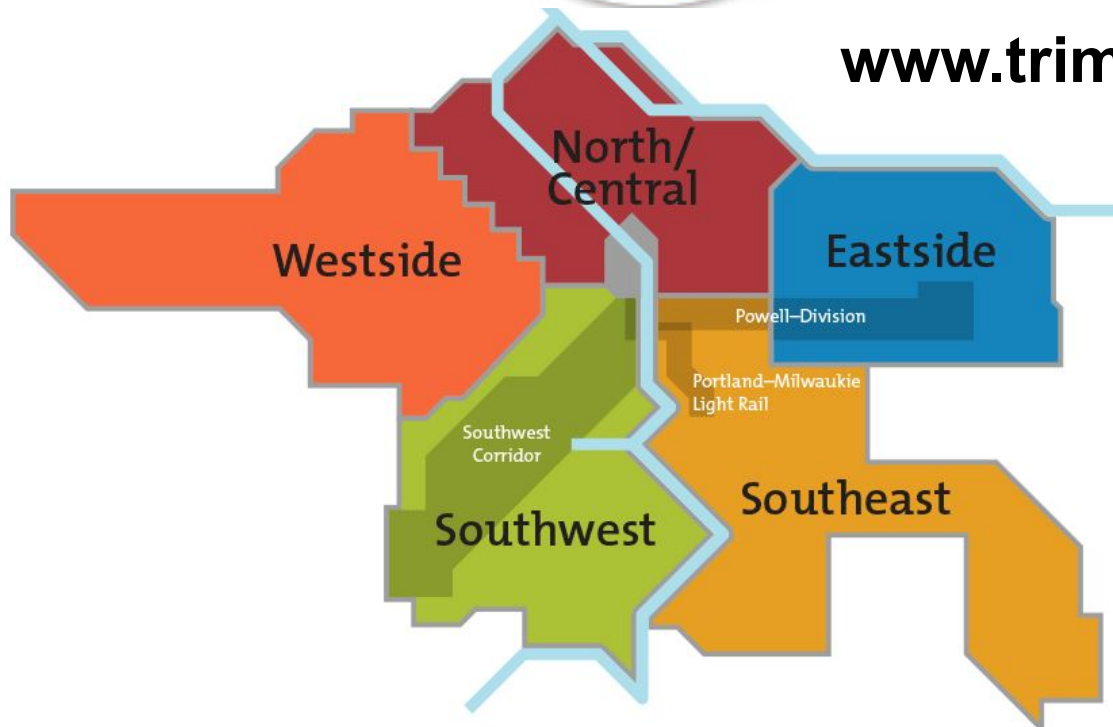 www.trim
North/
Central
Westside
Eastside
Powell–Division
Portland–Milwaukie
Light Rail
Southwest
Corridor
Southeast
Southwest